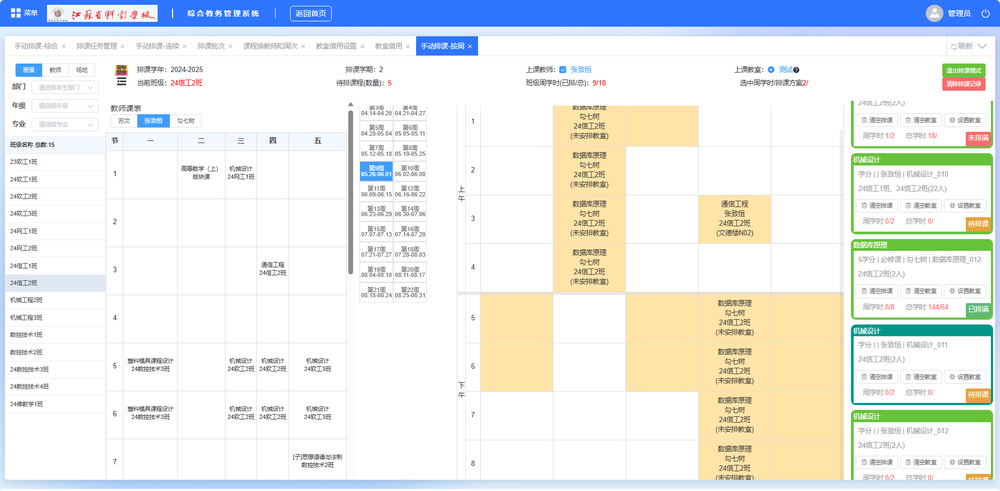 菜单
江苏省戏剧学校
综合教务管理系统
返回首页
管理员
手动排课-综合 ×
排课任务管理 ×
手动排课-连续 ×
排课批次 ×
课程换教师和周次 ×
教室借用设置 ×
教室借用 ×
手动排课-按周 ×
刷新
班级 教师 场地
部门 请选择学生部门
年级 请选择年级
专业 请选择专业
限制
禁排
排课学年：2024-2025
当前班级：24信工2班
排课学期：2
待排课程(数量)：5
上课教师： 张致恒
班级周学时(已排/总)：9/18
上课教室： 测试
选中周学时/排课方案2/
退出排课模式
清除排课记录
班级名称 总数:15
23软工1班
24软工1班
24软工2班
24软工3班
24网工1班
24网工2班
24信工1班
24信工2班
机械工程2班
机械工程3班
数控技术1班
数控技术2班
24数控技术3班
24数控技术4班
24佛教学1班
教师课表
苏文 张致恒 勾七树
节 一 二 三 四 五
1
高等数学（上）
版块课
机械设计
24网工1班
2
3
通信工程
24信工2班
4
5
塑料模具课程设计
24数控技术3班
机械设计
24软工2班
机械设计
24软工2班
机械设计
24软工3班
6
塑料模具课程设计
24数控技术3班
机械设计
24软工2班
机械设计
24软工2班
机械设计
24软工3班
7
[子]思想道德与法制
数控技术2班
第3周 第4周
04.14-04.20 04.21-04.27
第5周 第6周
04.28-05.04 05.05-05.11
第7周 第8周
05.12-05.18 05.19-05.25
第9周 第10周
05.26-06.01 06.02-06.08
第11周 第12周
06.09-06.15 06.16-06.22
第13周 第14周
06.23-06.29 06.30-07.06
第15周 第16周
07.07-07.13 07.14-07.20
第17周 第18周
07.21-07.27 07.28-08.03
第19周 第20周
08.04-08.10 08.11-08.17
第21周 第22周
08.18-08.24 08.25-08.31
上午
1
数据库原理
勾七树
24信工2班
(未安排教室)
2
数据库原理
勾七树
24信工2班
(未安排教室)
3
数据库原理
勾七树
24信工2班
(未安排教室)
通信工程
张致恒
24信工2班
(文德楼N02)
4
数据库原理
勾七树
24信工2班
(未安排教室)
下午
5
数据库原理
勾七树
24信工2班
(未安排教室)
6
数据库原理
勾七树
24信工2班
(未安排教室)
7
数据库原理
勾七树
24信工2班
(未安排教室)
8
数据库原理
勾七树
24信工2班
(未安排教室)
24信工2班(2人)
清空排课 清空教室 设置教室
周学时:1/2 总学时:18/
未排满
机械设计
学分 | | 张致恒 | 机械设计_010
24信工1班、24信工2班(22人)
清空排课 清空教室 设置教室
周学时:0/2 总学时:0/
待排课
数据库原理
5学分 | 必修课 | 勾七树 | 数据库原理_012
24信工2班(2人)
清空排课 清空教室 设置教室
周学时:8/8 总学时:144/64
已排满
机械设计
学分 | | 张致恒 | 机械设计_011
24信工2班(2人)
清空排课 清空教室 设置教室
周学时:0/2 总学时:0/
待排课
机械设计
学分 | | 张致恒 | 机械设计_012
24信工2班(2人)
清空排课 清空教室 设置教室
周学时:0/2 总学时:0/
待排课